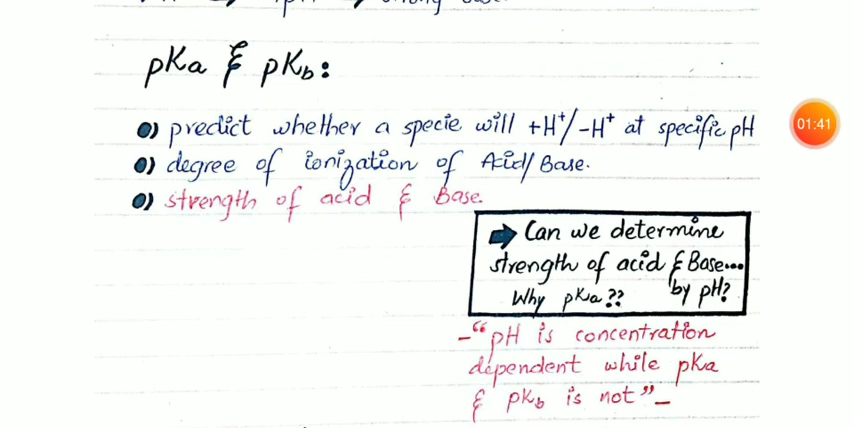 pKa & pKb:
•) predict whether a specie will +H⁺/-H⁺ at specific pH
•) degree of ionization of Acid/Base.
•) strength of acid & Base.
01:41
➡ Can we determine
strength of acid & Base...
Why pKa?? by pH?
-“pH is concentration
dependent while pKa
& pKb is not”-